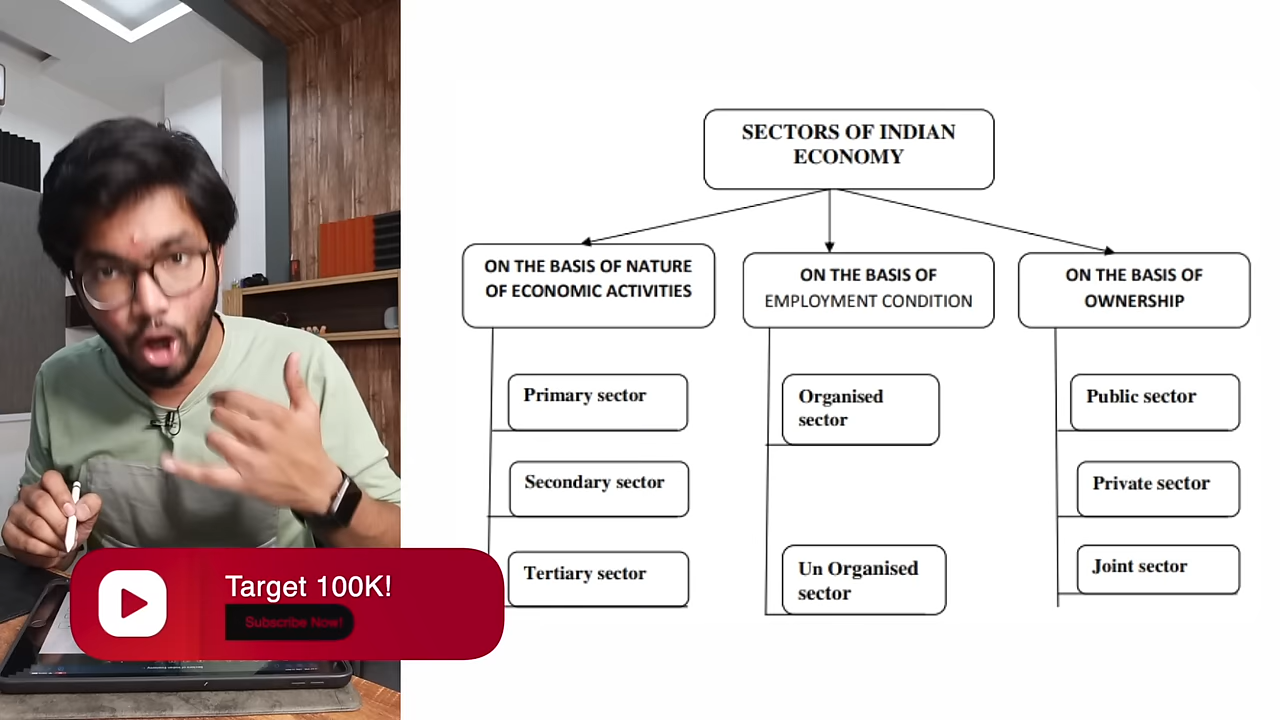 SECTORS OF INDIAN
ECONOMY
ON THE BASIS OF NATURE
OF ECONOMIC ACTIVITIES
ON THE BASIS OF
EMPLOYMENT CONDITION
ON THE BASIS OF
OWNERSHIP
Primary sector
Organised
sector
Public sector
Secondary sector
Private sector
Tertiary sector
Un Organised
sector
Joint sector
Target 100K!
Subscribe Now!